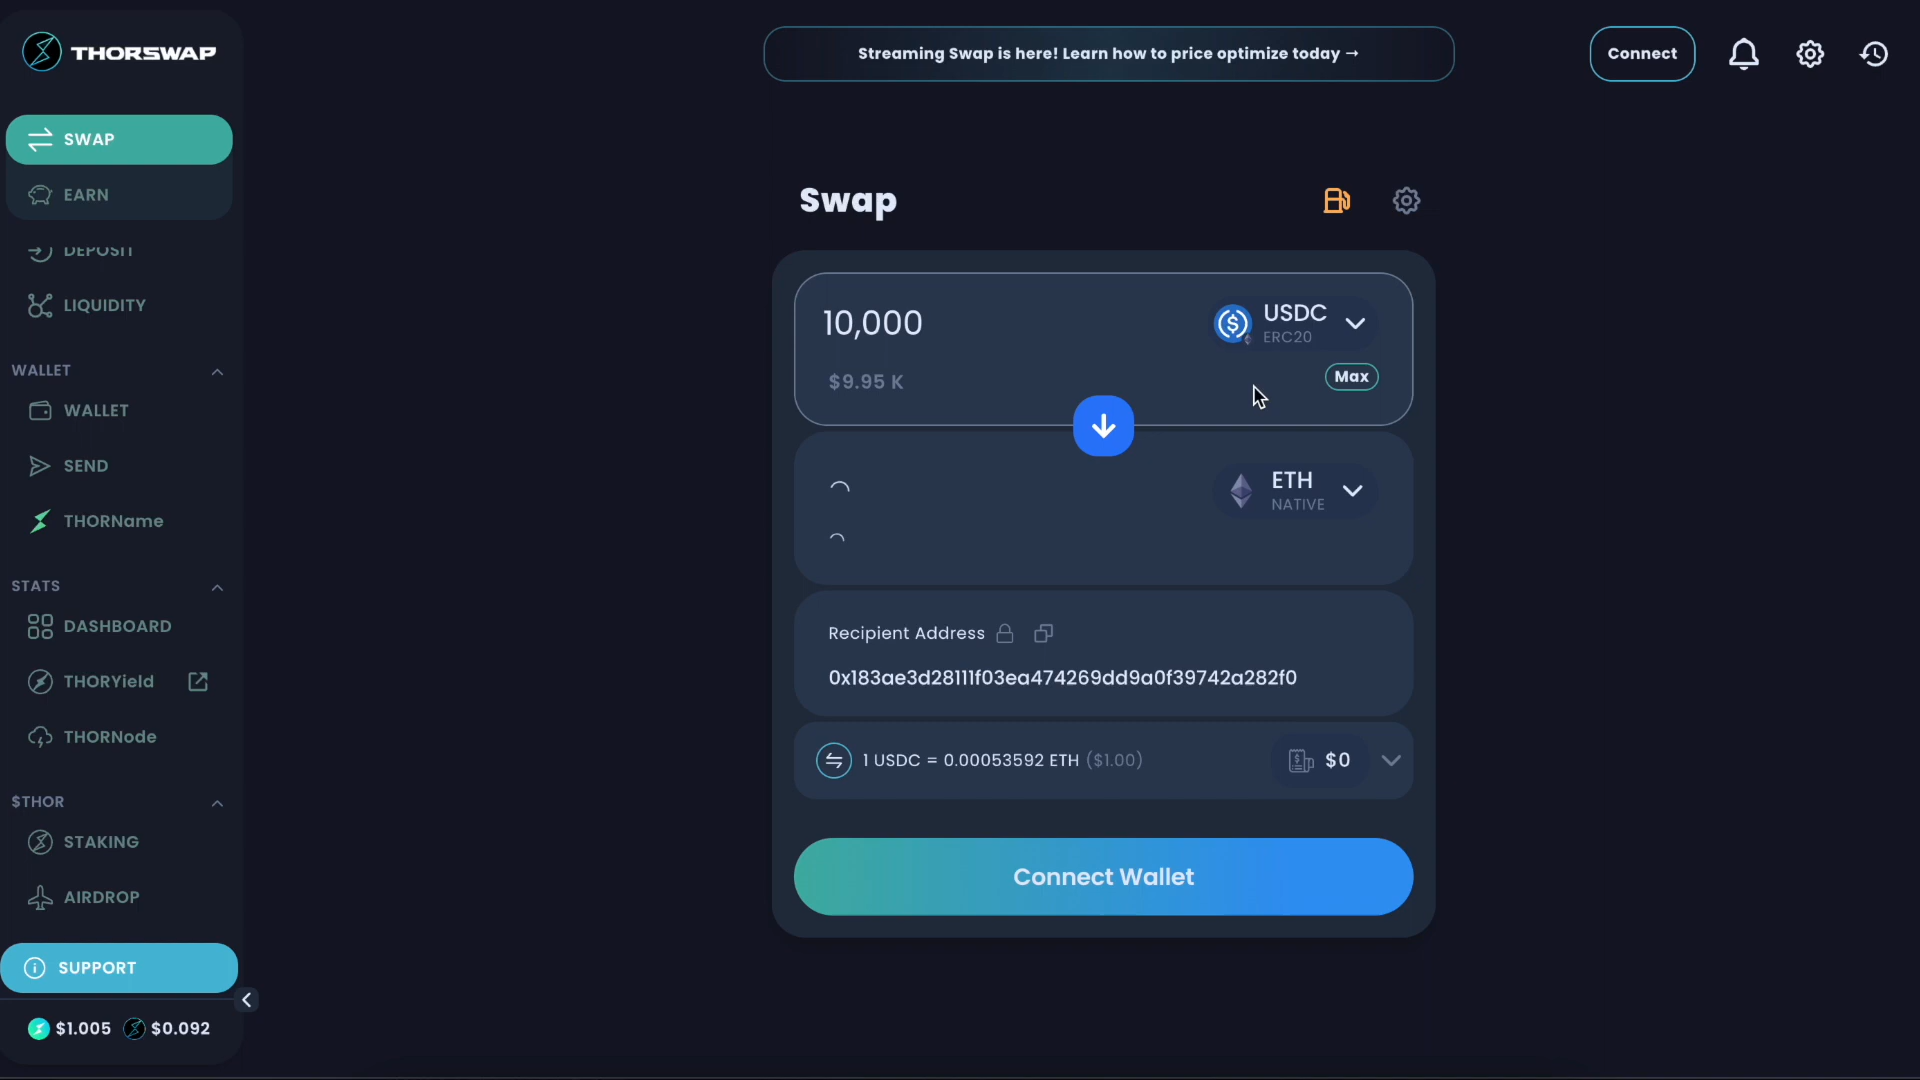 THORSWAP
Streaming Swap is here! Learn how to price optimize today →
Connect
SWAP
EARN
DEPOSIT
LIQUIDITY
WALLET
WALLET
SEND
THORName
STATS
DASHBOARD
THORYield
THORNode
$THOR
STAKING
AIRDROP
SUPPORT
$1.005 $0.092
Swap
10,000
USDC
ERC20
$9.95 K
Max
ETH
NATIVE
Recipient Address
0x183ae3d28111f03ea474269dd9a0f39742a282f0
1 USDC = 0.00053592 ETH ($1.00)
$0
Connect Wallet